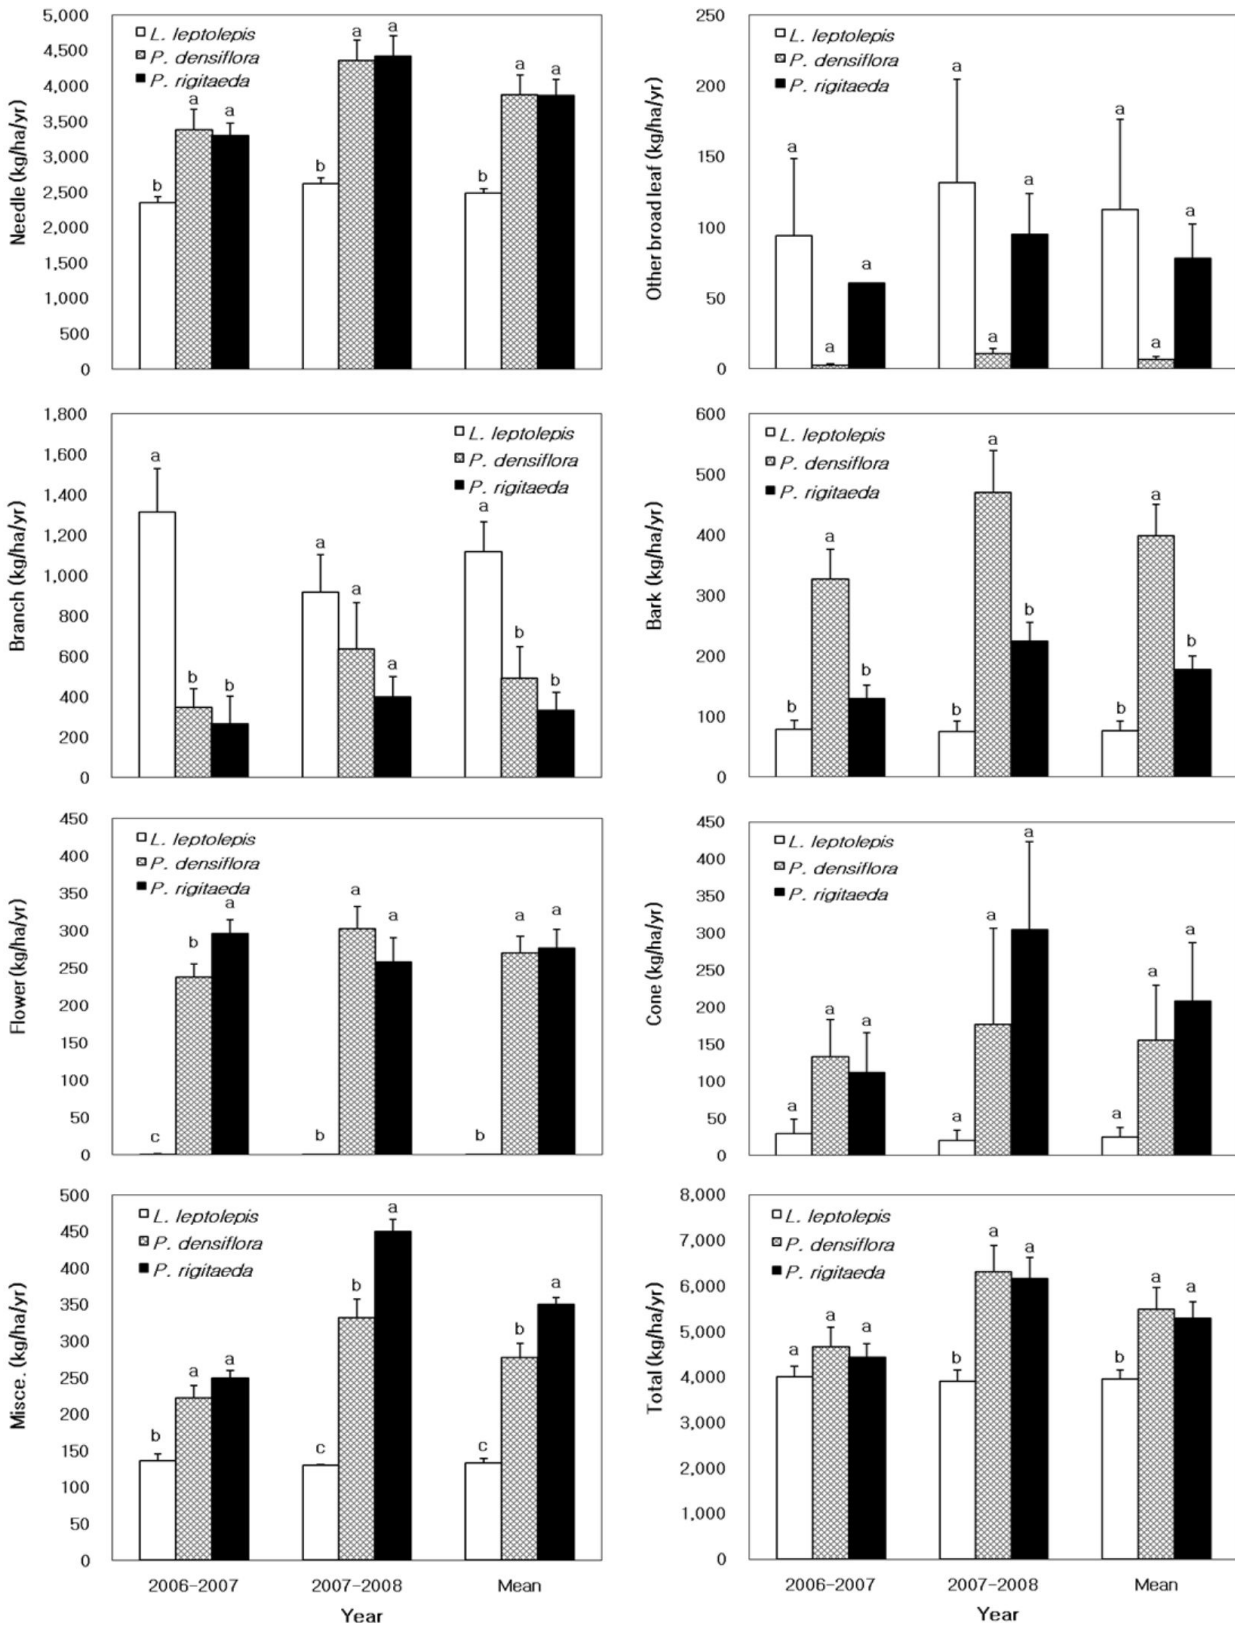 5,000
4,500
4,000
3,500
3,000
2,500
2,000
1,500
1,000
500
0
Needle (kg/ha/yr)
L. leptolepis
P. densiflora
P. rigitaeda
b a a
b a a
b a a
250
200
150
100
50
0
Other broad leaf (kg/ha/yr)
L. leptolepis
P. densiflora
P. rigitaeda
a a a
a a a
a a a
1,800
1,600
1,400
1,200
1,000
800
600
400
200
0
Branch (kg/ha/yr)
L. leptolepis
P. densiflora
P. rigitaeda
a b b
a a a
a b b
600
500
400
300
200
100
0
Bark (kg/ha/yr)
L. leptolepis
P. densiflora
P. rigitaeda
b a b
b a b
b a b
450
400
350
300
250
200
150
100
50
0
Flower (kg/ha/yr)
L. leptolepis
P. densiflora
P. rigitaeda
c b a
b a a
b a a
450
400
350
300
250
200
150
100
50
0
Cone (kg/ha/yr)
L. leptolepis
P. densiflora
P. rigitaeda
a a a
a a a
a a a
500
450
400
350
300
250
200
150
100
50
0
Misce. (kg/ha/yr)
L. leptolepis
P. densiflora
P. rigitaeda
b a a
c b a
c b a
2006-2007 2007-2008 Mean
Year
8,000
7,000
6,000
5,000
4,000
3,000
2,000
1,000
0
Total (kg/ha/yr)
L. leptolepis
P. densiflora
P. rigitaeda
a a a
b a a
b a a
2006-2007 2007-2008 Mean
Year